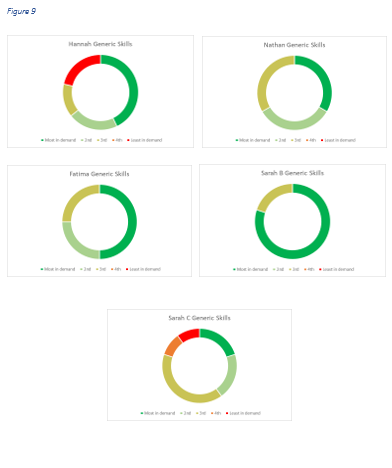 Figure 9
Hannah Generic Skills
Most in demand 2nd 3rd 4th Least in demand
Nathan Generic Skills
Most in demand 2nd 3rd 4th Least in demand
Fatima Generic Skills
Most in demand 2nd 3rd 4th Least in demand
Sarah B Generic Skills
Most in demand 2nd 3rd 4th Least in demand
Sarah C Generic Skills
Most in demand 2nd 3rd 4th Least in demand